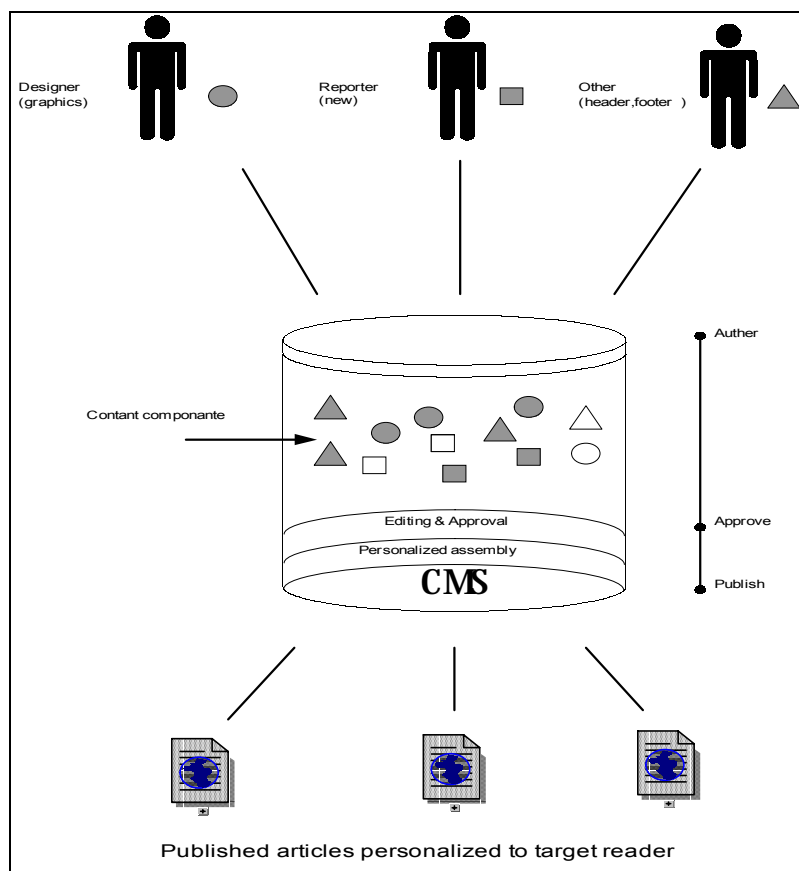 Designer
(graphics)
Reporter
(new)
Other
(header,footer )
Auther
Contant componante
Editing & Approval
Approve
Personalized assembly
CMS
Publish
Published articles personalized to target reader